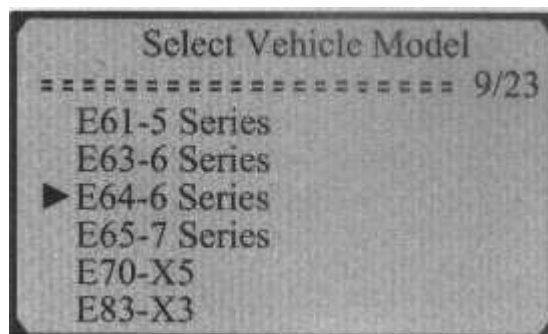 Select Vehicle Model
==================== 9/23
E61-5 Series
E63-6 Series
►E64-6 Series
E65-7 Series
E70-X5
E83-X3